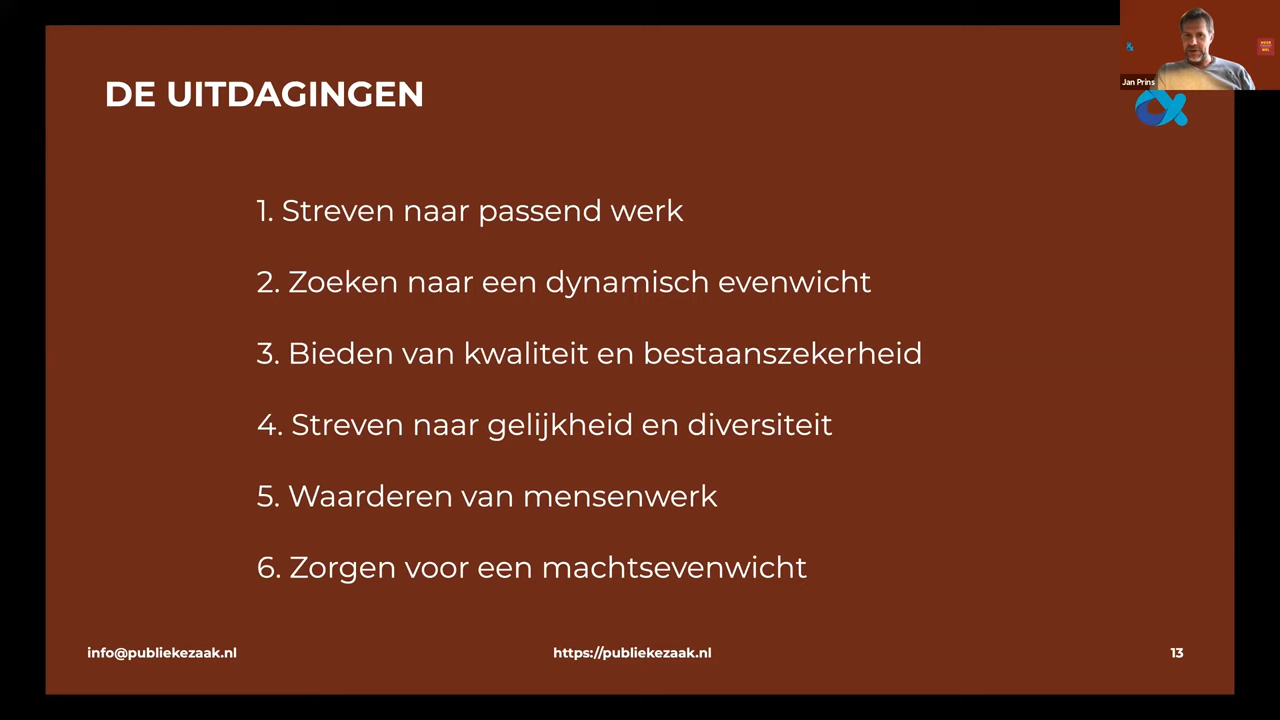 Jan Prins
DE UITDAGINGEN
1. Streven naar passend werk
2. Zoeken naar een dynamisch evenwicht
3. Bieden van kwaliteit en bestaanszekerheid
4. Streven naar gelijkheid en diversiteit
5. Waarderen van mensenwerk
6. Zorgen voor een machtsevenwicht
info@publiekezaak.nl
https://publiekezaak.nl
13